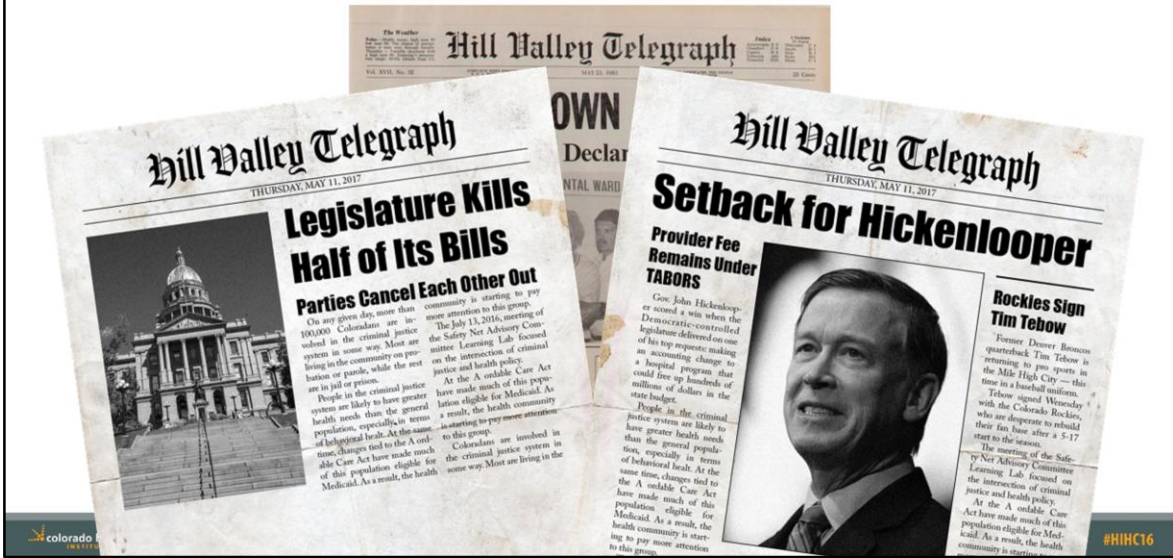 The Weather
Hill Valley Telegraph
Index
Vol. XVII, No. 32
MAY 23, 1983
25 Cents
OWN
Declar
NTAL WARD
Hill Valley Telegraph
THURSDAY, MAY 11, 2017
Legislature Kills
Half of Its Bills
Parties Cancel Each Other Out
On any given day, more than
100,000 Coloradans are in-
volved in the criminal justice
system in some way. Most are
living in the community on pro-
bation or parole, while the rest
are in jail or prison.
People in the criminal justice
system are likely to have greater
health needs than the general
population, especially in terms
of behavioral healt. At the same
time, changes tied to the A ord-
able Care Act have made much
of this population eligible for
Medicaid. As a result, the health
community is starting to pay
more attention to this group.
The July 13, 2016, meeting of
the Safety Net Advisory Com-
mittee Learning Lab focused
on the intersection of criminal
justice and health policy.
At the A ordable Care Act
have made much of this popu-
lation eligible for Medicaid. As
a result, the health community
is starting to pay more attention
to this group.
Coloradans are involved in
the criminal justice system in
some way. Most are living in the
Hill Valley Telegraph
THURSDAY, MAY 11, 2017
Setback for Hickenlooper
Provider Fee
Remains Under
TABORS
Gov. John Hickenloop-
er scored a win when the
Democratic-controlled
legislature delivered on one
of his top requests: making
an accounting change to
a hospital program that
could free up hundreds of
millions of dollars in the
state budget.
People in the criminal
justice system are likely to
have greater health needs
than the general popula-
tion, especially in terms
of behavioral healt. At the
same time, changes tied to
the A ordable Care Act
have made much of this
population eligible for
Medicaid. As a result, the
health community is start-
ing to pay more attention
to this group.
Rockies Sign
Tim Tebow
Former Denver Broncos
quarterback Tim Tebow is
returning to pro sports in
the Mile High City — this
time in a baseball uniform.
Tebow signed Wenesday
with the Colorado Rockies,
who are desperate to rebuild
their fan base after a 5-17
start to the season.
The meeting of the Safe-
ty Net Advisory Committee
Learning Lab focused on
the intersection of criminal
justice and health policy.
At the A ordable Care
Act have made much of this
population eligible for Med-
icaid. As a result, the health
community is starting to
colorado
INSTITU
#HIHC16